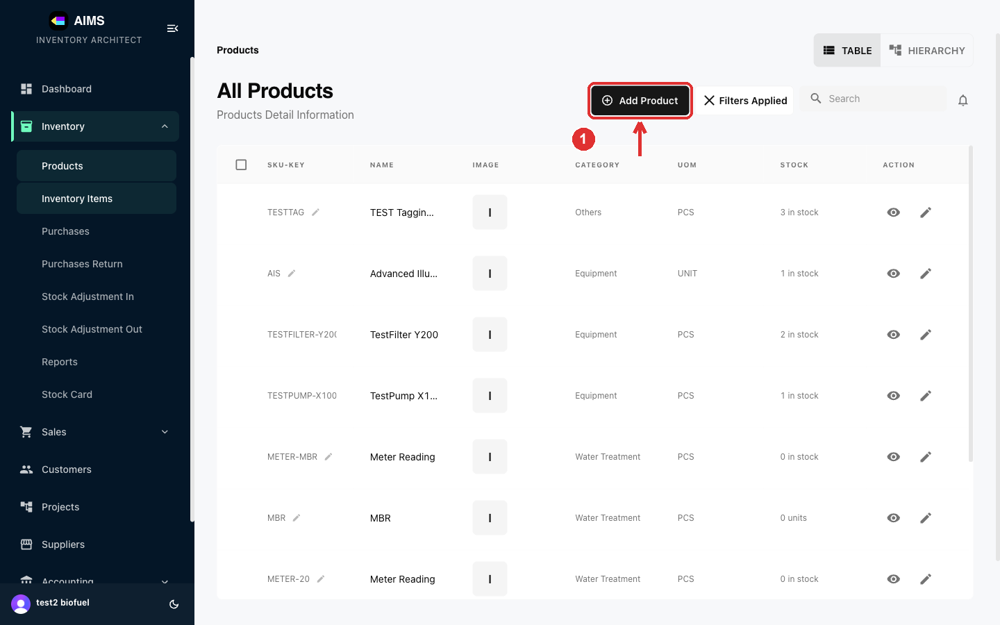 AIMS
INVENTORY ARCHITECT
Dashboard
Inventory
Products
Inventory Items
Purchases
Purchases Return
Stock Adjustment In
Stock Adjustment Out
Reports
Stock Card
Sales
Customers
Projects
Suppliers
Accounting
test2 biofuel
Products
TABLE
HIERARCHY
All Products
Products Detail Information
Add Product
Filters Applied
Search
1
SKU-KEY NAME IMAGE CATEGORY UOM STOCK ACTION
TESTTAG TEST Taggin... I Others PCS 3 in stock
AIS Advanced Illu... I Equipment UNIT 1 in stock
TESTFILTER-Y200 TestFilter Y200 I Equipment PCS 2 in stock
TESTPUMP-X100 TestPump X1... I Equipment PCS 1 in stock
METER-MBR Meter Reading I Water Treatment PCS 0 in stock
MBR MBR I Water Treatment PCS 0 units
METER-20 Meter Reading I Water Treatment PCS 0 in stock